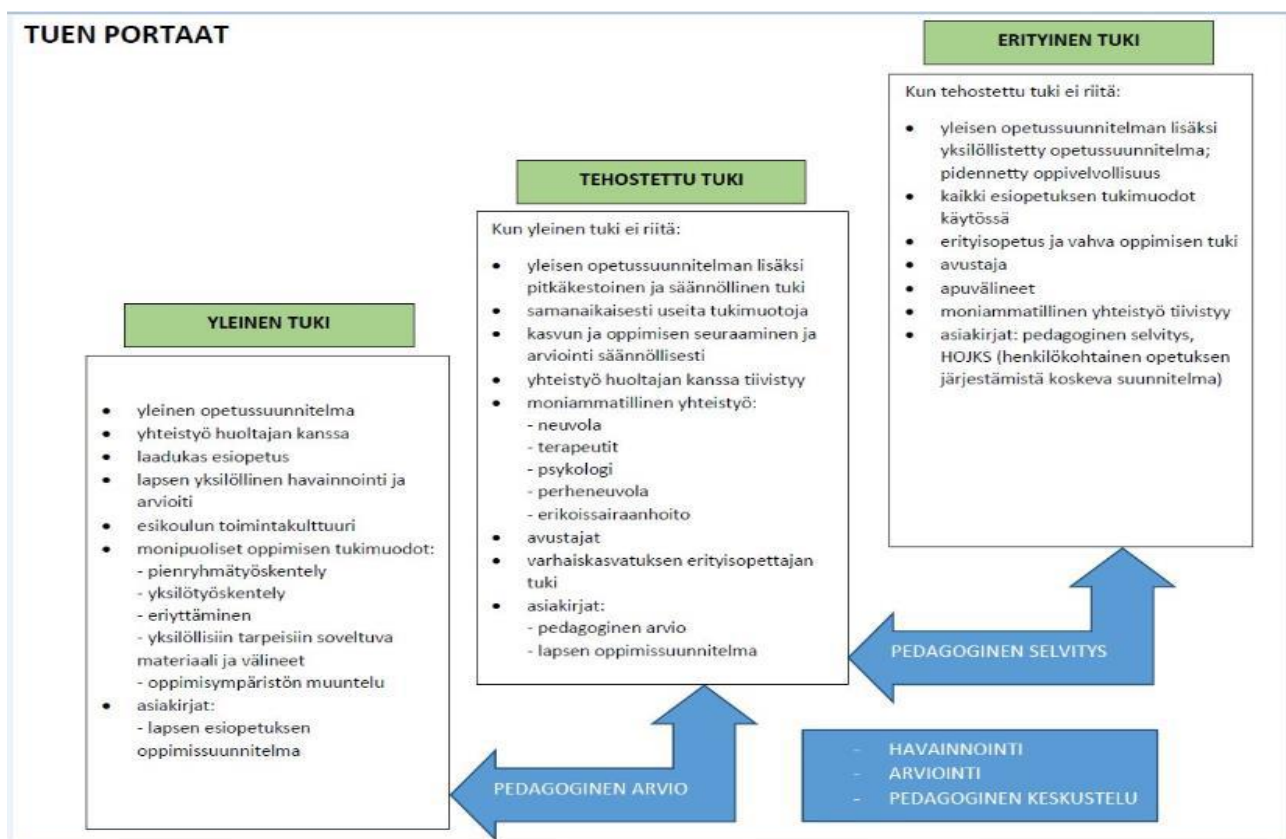 TUEN PORTAAT
YLEINEN TUKI
• yleinen opetussuunnitelma
• yhteistyö huoltajan kanssa
• laadukas esiopetus
• lapsen yksilöllinen havainnointi ja
arvioiti
• esikoulun toimintakulttuuri
• monipuoliset oppimisen tukimuodot:
- pienryhmätyöskentely
- yksilötyöskentely
- eriyttäminen
- yksilöllisiin tarpeisiin soveltuva
materiaali ja välineet
- oppimisympäristön muuntelu
• asiakirjat:
- lapsen esiopetuksen
oppimissuunnitelma
PEDAGOGINEN ARVIO
TEHOSTETTU TUKI
Kun yleinen tuki ei riitä:
• yleisen opetussuunnitelman lisäksi
pitkäkestoinen ja säännöllinen tuki
• samanaikaisesti useita tukimuotoja
• kasvun ja oppimisen seuraaminen ja
arviointi säännöllisesti
• yhteistyö huoltajan kanssa tiivistyy
• moniammatillinen yhteistyö:
- neuvola
- terapeutit
- psykologi
- perheneuvola
- erikoissairaanhoito
• avustajat
• varhaiskasvatuksen erityisopettajan
tuki
• asiakirjat:
- pedagoginen arvio
- lapsen oppimissuunnitelma
PEDAGOGINEN SELVITYS
ERITYINEN TUKI
Kun tehostettu tuki ei riitä:
• yleisen opetussuunnitelman lisäksi
yksilöllistetty opetussuunnitelma;
pidennetty oppivelvollisuus
• kaikki esiopetuksen tukimuodot
käytössä
• erityisopetus ja vahva oppimisen tuki
• avustaja
• apuvälineet
• moniammatillinen yhteistyö tiivistyy
• asiakirjat: pedagoginen selvitys,
HOJKS (henkilökohtainen opetuksen
järjestämistä koskeva suunnitelma)
- HAVAINNOINTI
- ARVIOINTI
- PEDAGOGINEN KESKUSTELU